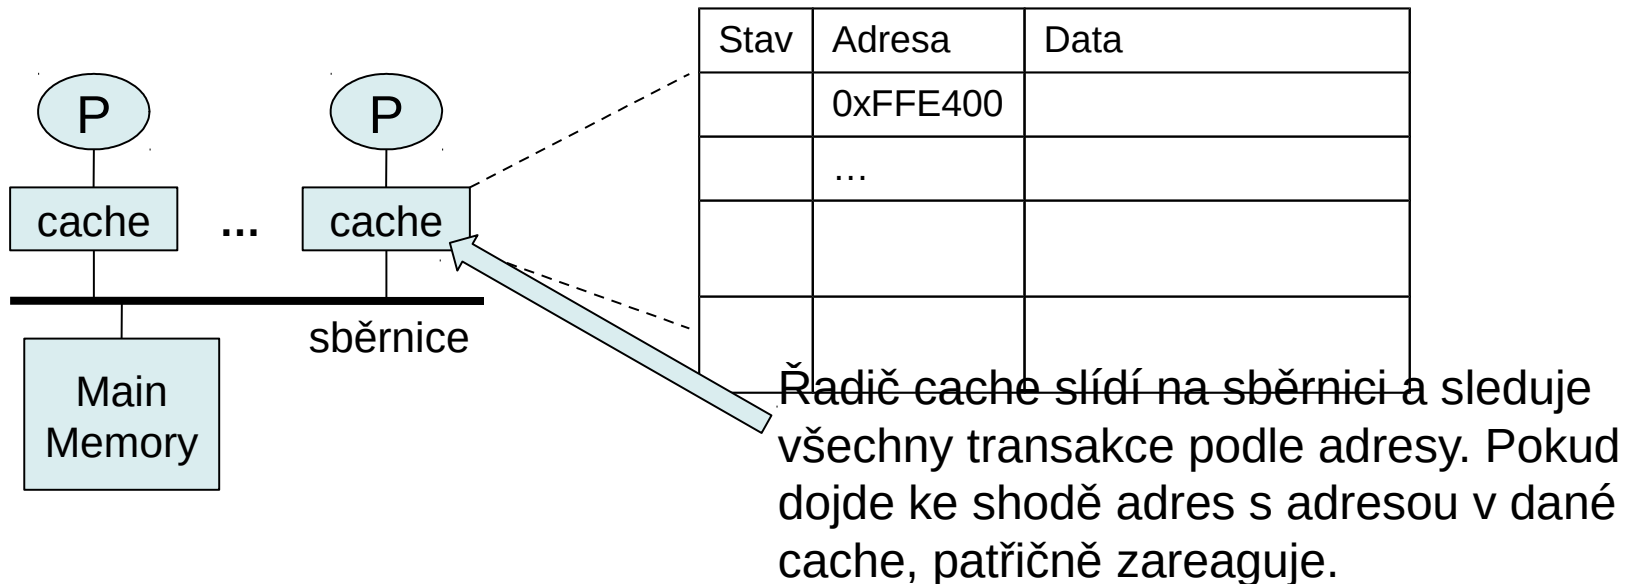 Stav Adresa Data
0xFFE400
...
P P
cache ... cache
sběrnice
Main
Memory
Řadič cache slídí na sběrnici a sleduje
všechny transakce podle adresy. Pokud
dojde ke shodě adres s adresou v dané
cache, patřičně zareaguje.